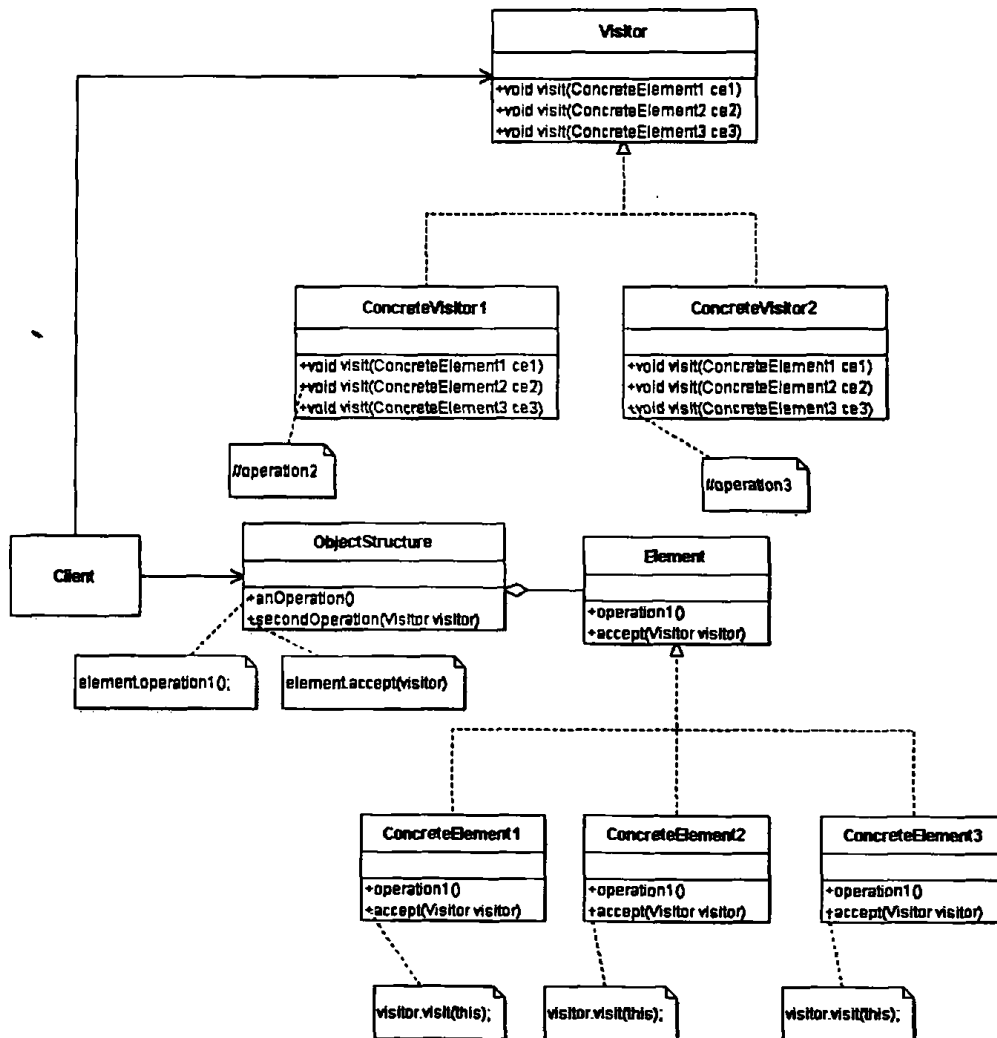 Visitor
+void visit(ConcreteElement1 ce1)
+void visit(ConcreteElement2 ce2)
+void visit(ConcreteElement3 ce3)
ConcreteVisitor1
+void visit(ConcreteElement1 ce1)
+void visit(ConcreteElement2 ce2)
+void visit(ConcreteElement3 ce3)
ConcreteVisitor2
+void visit(ConcreteElement1 ce1)
+void visit(ConcreteElement2 ce2)
+void visit(ConcreteElement3 ce3)
//operation2
//operation3
Client
ObjectStructure
+anOperation()
+secondOperation(Visitor visitor)
Element
+operation1()
+accept(Visitor visitor)
element.operation1();
element.accept(visitor)
ConcreteElement1
+operation1()
+accept(Visitor visitor)
ConcreteElement2
+operation1()
+accept(Visitor visitor)
ConcreteElement3
+operation1()
+accept(Visitor visitor)
visitor.visit(this);
visitor.visit(this);
visitor.visit(this);